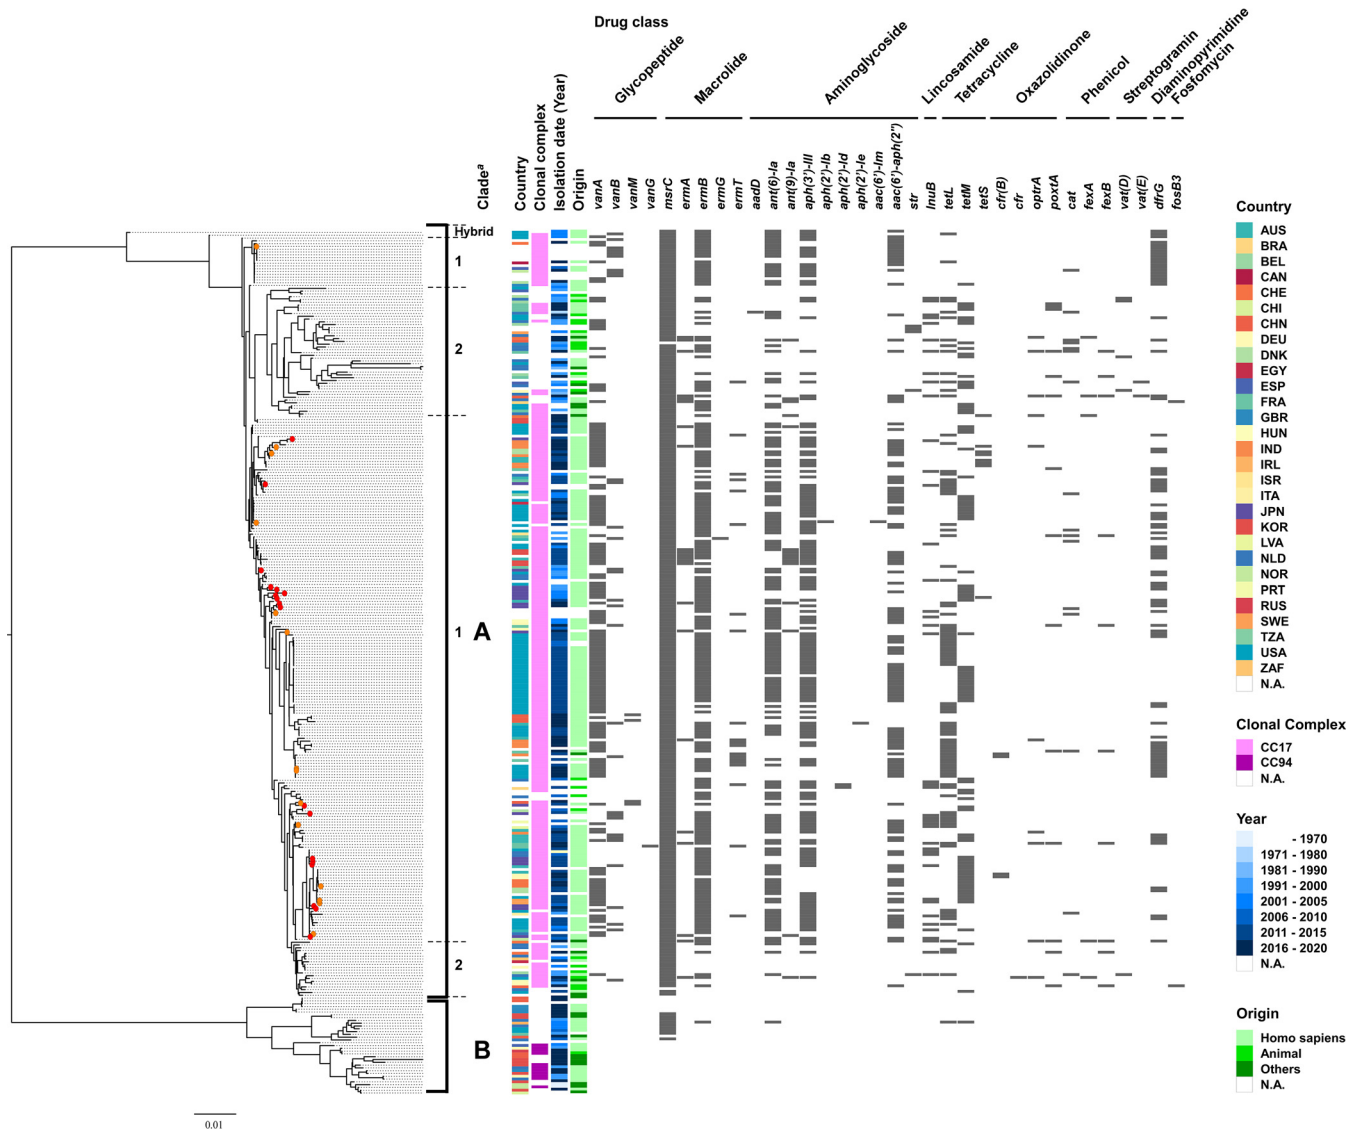 Drug class
Glycopeptide
Macrolide
Aminoglycoside
Lincosamide
Tetracycline
Oxazolidinone
Phenicol
Streptogramin
Diaminopyrimidine
Fosfomycin
Cladeª
Country
Clonal complex
Isolation date (Year)
Origin
vanA
vanB
vanM
vanG
msrC
ermA
ermB
ermG
ermT
aadD
ant(6)-Ia
ant(9)-Ia
aph(3')-III
aph(2')-Ib
aph(2')-Id
aph(2')-Ie
aac(6')-Im
aac(6')-aph(2")
str
lnuB
tetL
tetM
tetS
cfr(B)
cfr
optrA
poxtA
cat
fexA
fexB
vat(D)
vat(E)
dfrG
fosB3
Hybrid
1
2
1
A
2
B
0.01
Country
AUS
BRA
BEL
CAN
CHE
CHI
CHN
DEU
DNK
EGY
ESP
FRA
GBR
HUN
IND
IRL
ISR
ITA
JPN
KOR
LVA
NLD
NOR
PRT
RUS
SWE
TZA
USA
ZAF
N.A.
Clonal Complex
CC17
CC94
N.A.
Year
- 1970
1971 - 1980
1981 - 1990
1991 - 2000
2001 - 2005
2006 - 2010
2011 - 2015
2016 - 2020
N.A.
Origin
Homo sapiens
Animal
Others
N.A.